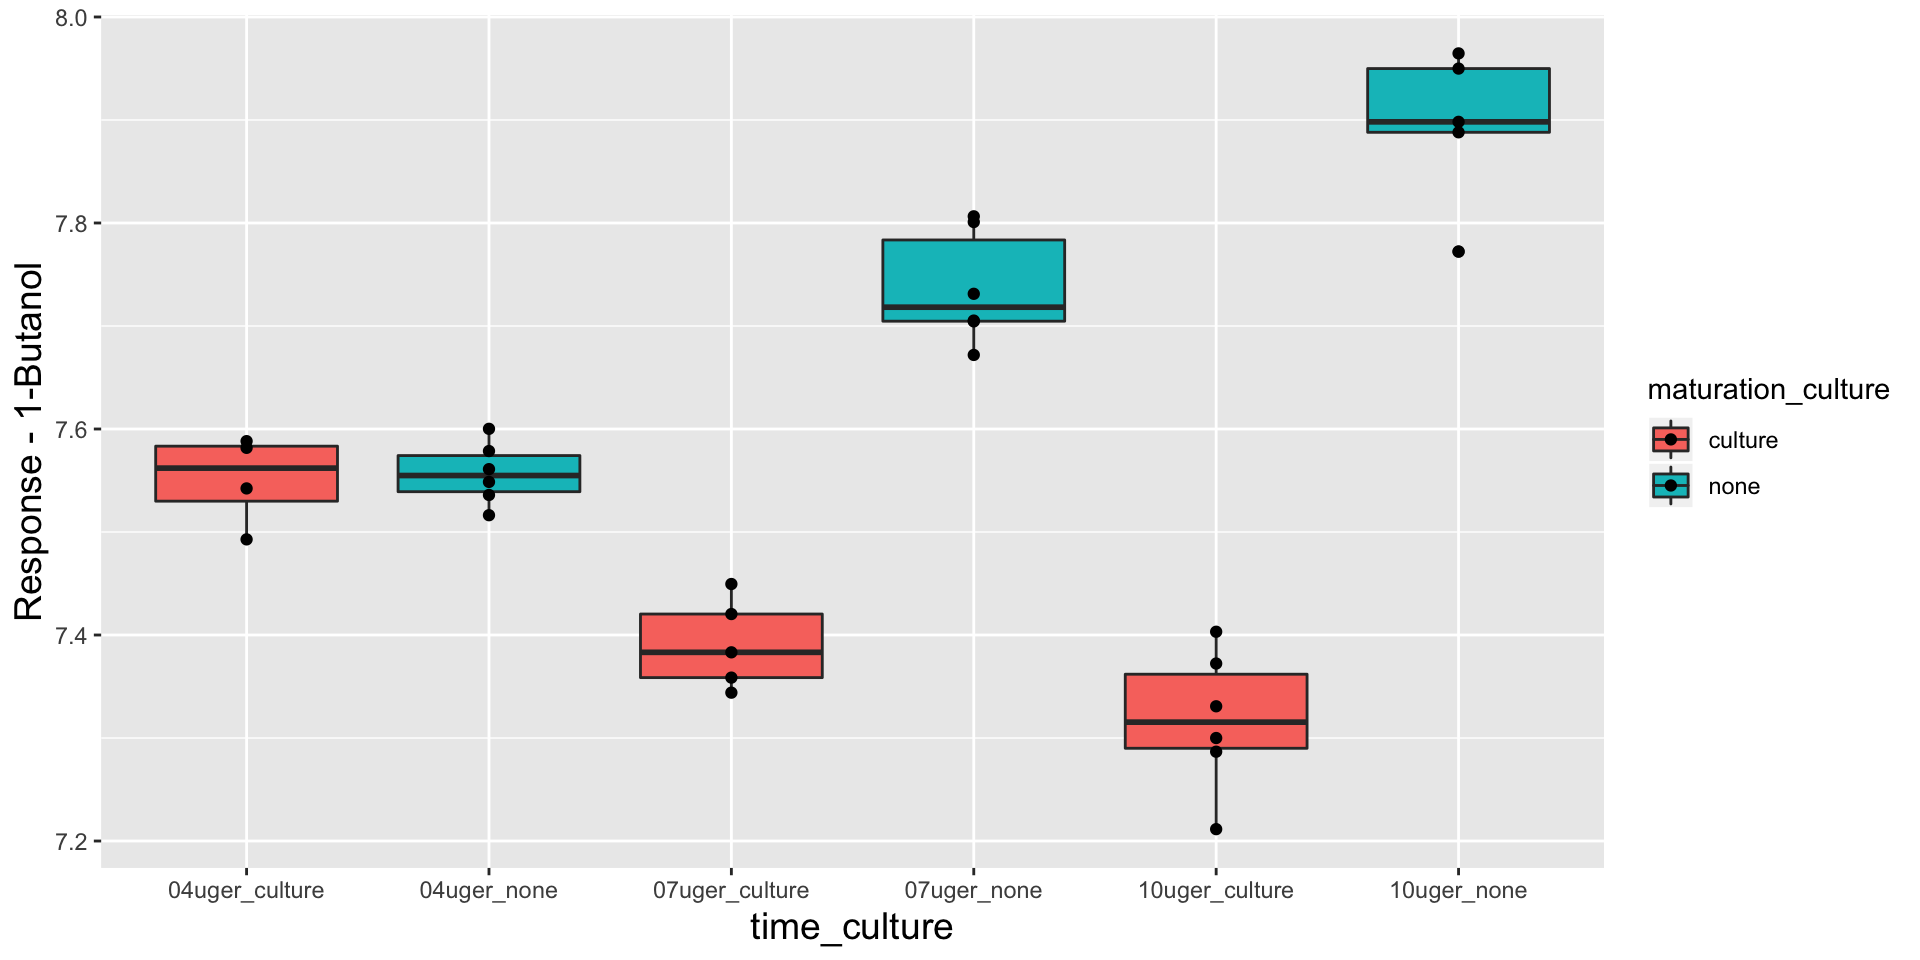 8.0
7.8
7.6
7.4
7.2
Response - 1-Butanol
04uger_culture 04uger_none 07uger_culture 07uger_none 10uger_culture 10uger_none
time_culture
maturation_culture
culture
none